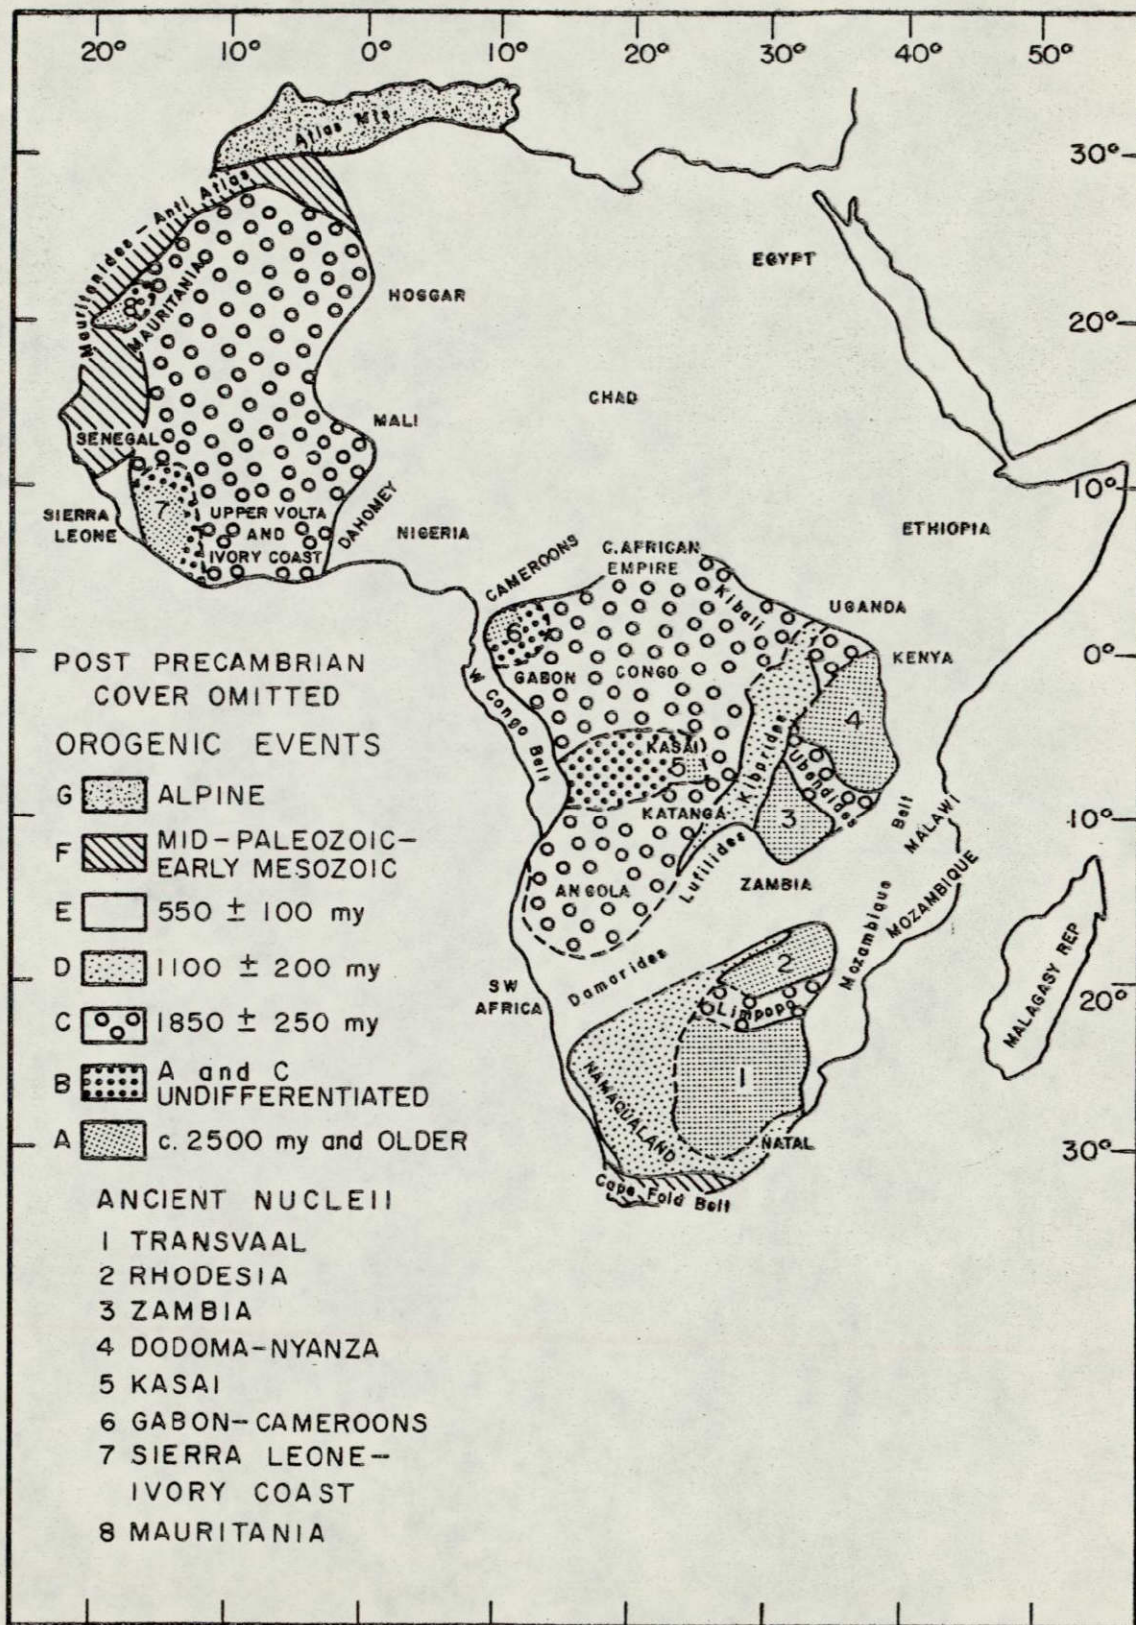 20° 10° 0° 10° 20° 30° 40° 50°
Atlas Mts
30°
Mauritanides - Anti Atlas
EGYPT
MAURITANIA
HOGGAR
20°
CHAD
MALI
SENEGAL
10°
7
SIERRA
LEONE
UPPER VOLTA
AND
IVORY COAST
DAHOMEY
NIGERIA
ETHIOPIA
CAMEROONS
C. AFRICAN
EMPIRE
Kibali
UGANDA
6
GABON
CONGO
KENYA
0°
W Congo Belt
4
KASAI
5
Kibarides
Ubendides
KATANGA
3
Belt
MALAWI
10°
Lufilides
ANGOLA
ZAMBIA
Mozambique
MOZAMBIQUE
MALAGASY REP
2
Damarides
SW
AFRICA
Limpopo
20°
1
NAMAQUALAND
NATAL
30°
Cape Fold Belt
POST PRECAMBRIAN
COVER OMITTED
OROGENIC EVENTS
G ALPINE
F MID-PALEOZOIC-
EARLY MESOZOIC
E 550 ± 100 my
D 1100 ± 200 my
C 1850 ± 250 my
B A and C
UNDIFFERENTIATED
A c. 2500 my and OLDER
ANCIENT NUCLEII
1 TRANSVAAL
2 RHODESIA
3 ZAMBIA
4 DODOMA-NYANZA
5 KASAI
6 GABON-CAMEROONS
7 SIERRA LEONE-
IVORY COAST
8 MAURITANIA